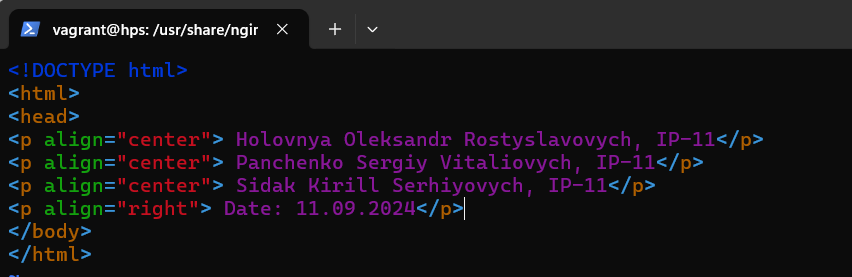 vagrant@hps: /usr/share/ngir
<!DOCTYPE html>
<html>
<head>
<p align="center"> Holovnya Oleksandr Rostyslavovych, IP-11</p>
<p align="center"> Panchenko Sergiy Vitaliovych, IP-11</p>
<p align="center"> Sidak Kirill Serhiyovych, IP-11</p>
<p align="right"> Date: 11.09.2024</p>
</body>
</html>